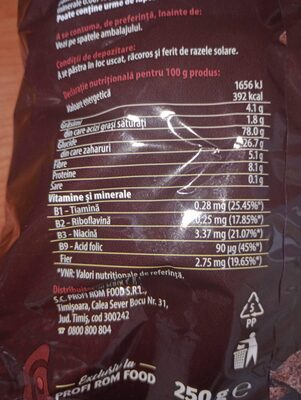 minerale
Poate conține urme de
A se consuma, de preferință, înainte de:
Vezi pe spatele ambalajului.
Condiții de depozitare:
A se păstra în loc uscat, răcoros și ferit de razele solare.
Declarație nutrițională pentru 100 g produs:
Valoare energetică 1656 kJ
392 kcal
Grăsimi 4.1 g
din care acizi grași saturați 1.8 g
Glucide 78.0 g
din care zaharuri 26.7 g
Fibre 5.1 g
Proteine 8.1 g
Sare 0.1 g
Vitamine și minerale
B1 - Tiamină 0.28 mg (25.45%*)
B2 - Riboflavină 0.25 mg (17.85%*)
B3 - Niacină 3.37 mg (21.07%*)
B9 - Acid folic 90 µg (45%*)
Fier 2.75 mg (19.65%*)
*VNR: Valori nutriționale de referință.
S.C. PROFI ROM FOOD S.R.L.,
Timișoara, Calea Sever Bocu Nr. 31,
Jud. Timiș, cod 300242
☎ 0800 800 804
5
PP
Exclusiv la
PROFI ROM FOOD
250 g e